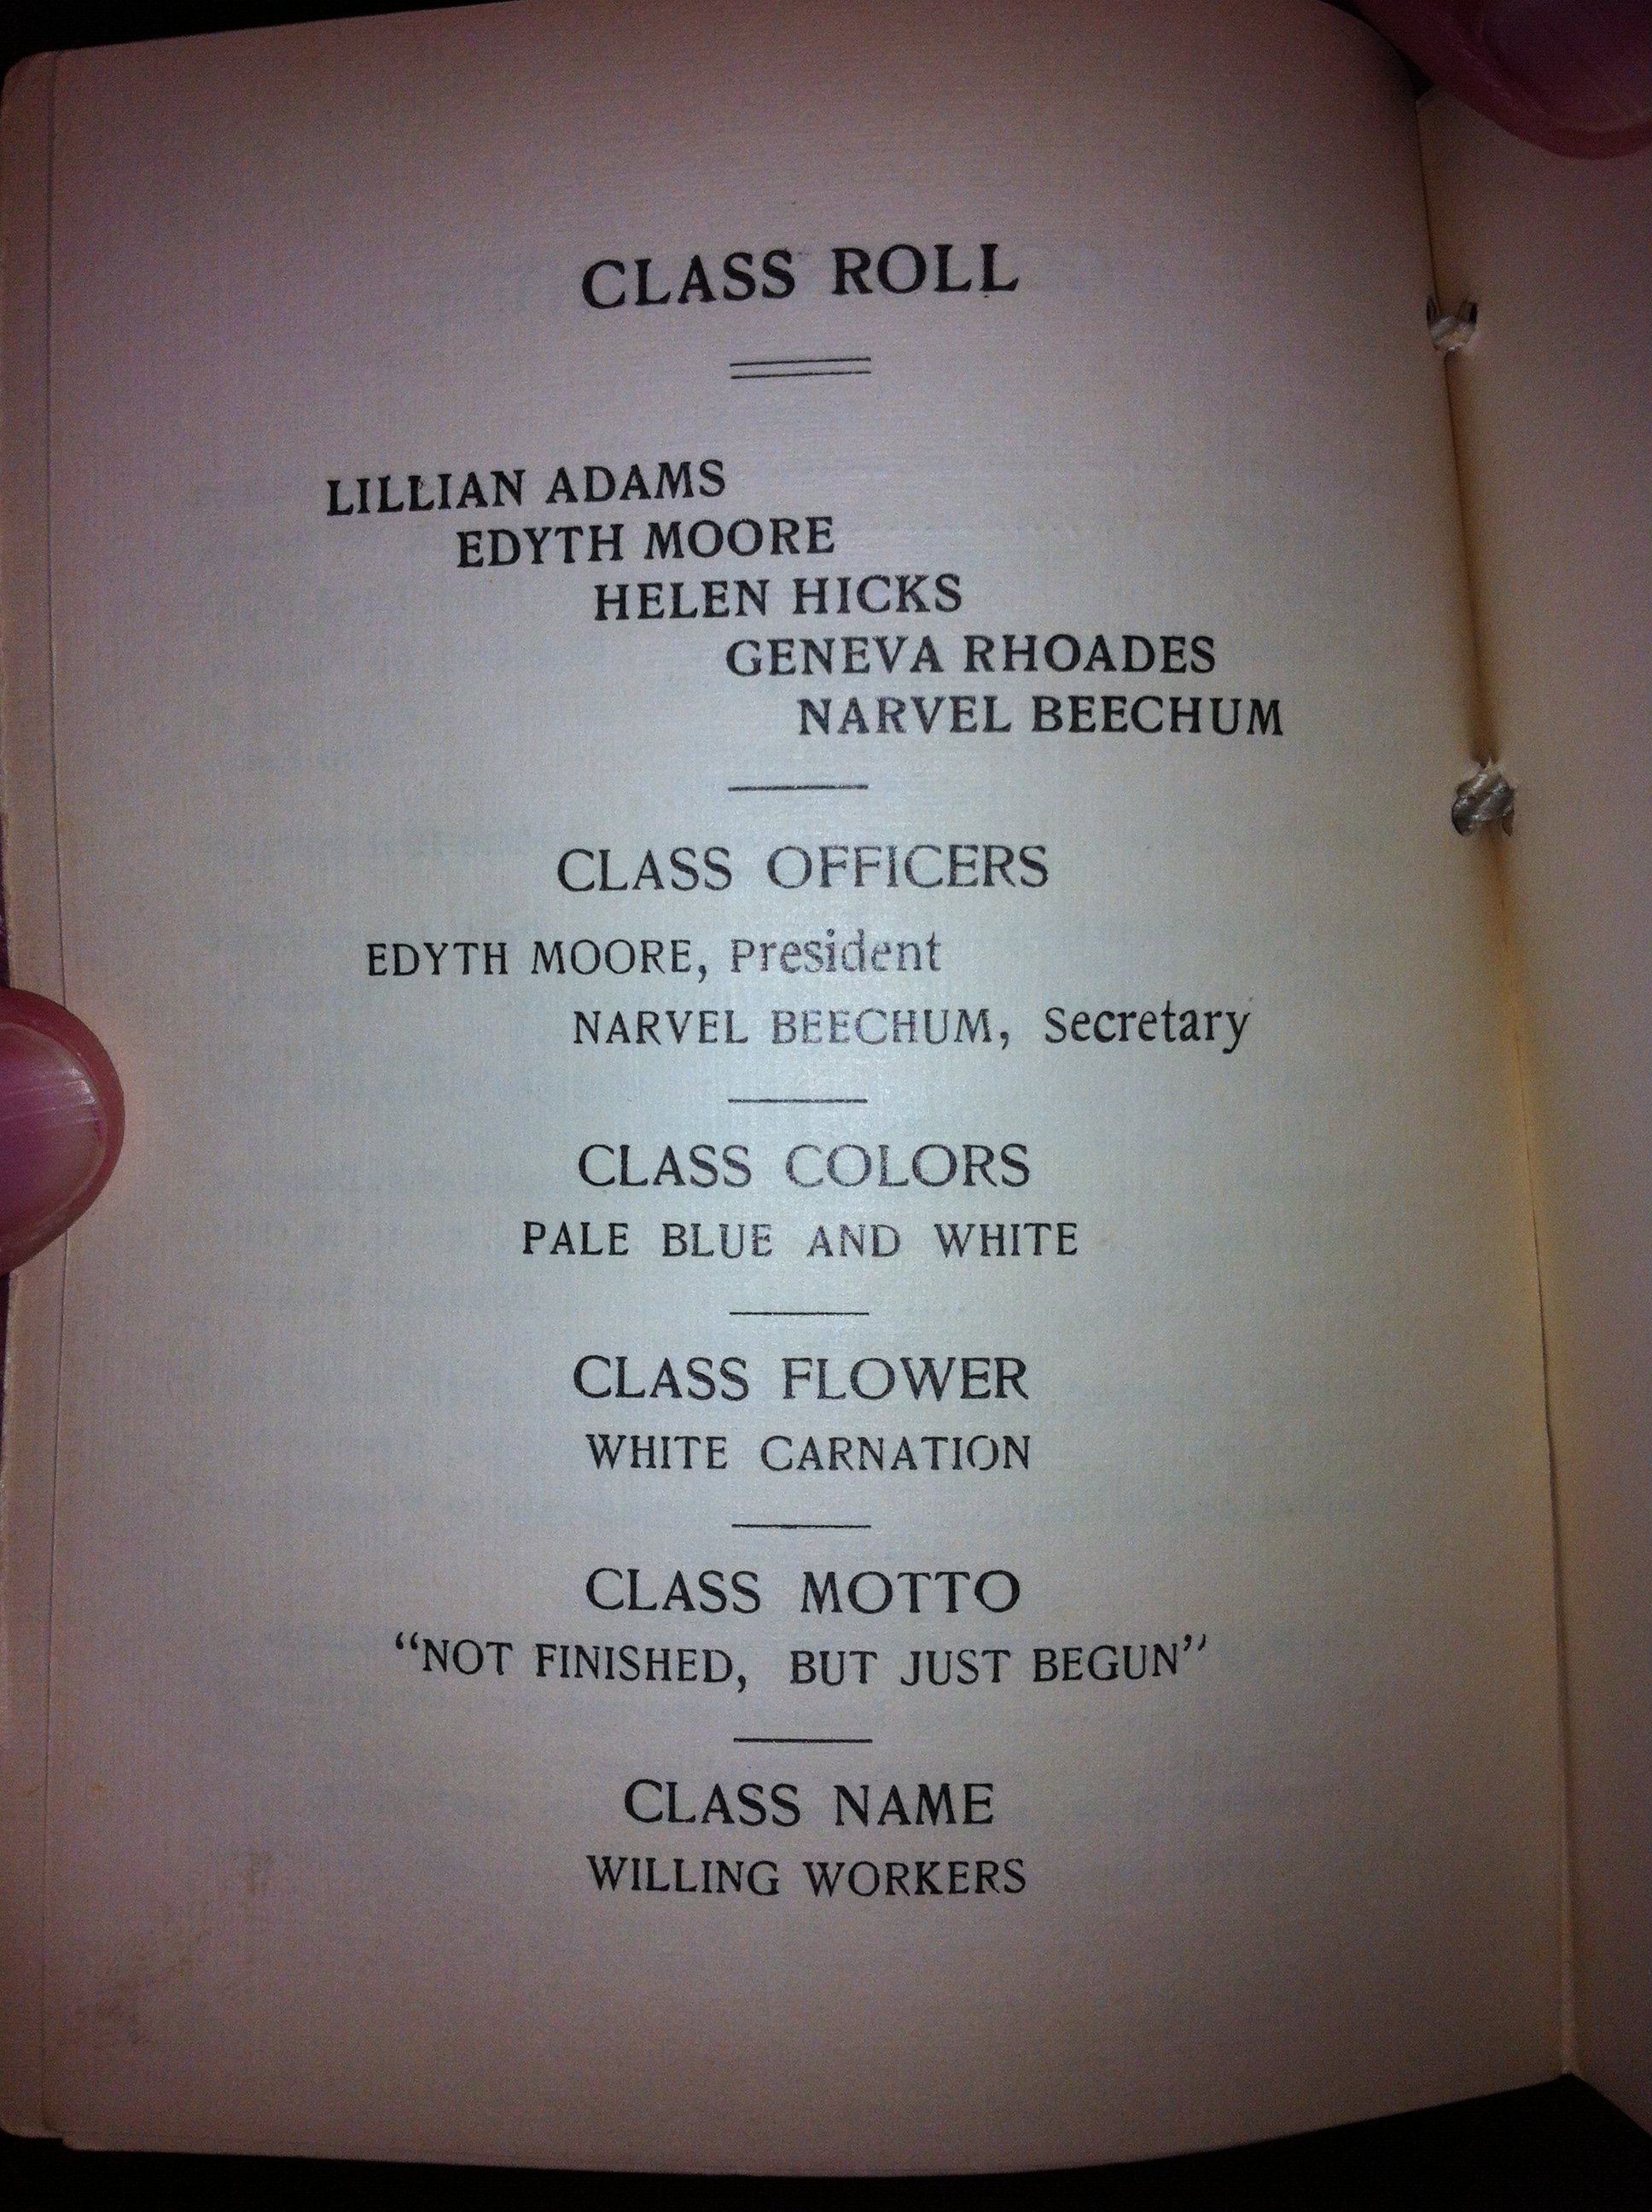 CLASS ROLL
LILLIAN ADAMS
EDYTH MOORE
HELEN HICKS
GENEVA RHOADES
NARVEL BEECHUM
CLASS OFFICERS
EDYTH MOORE, President
NARVEL BEECHUM, Secretary
CLASS COLORS
PALE BLUE AND WHITE
CLASS FLOWER
WHITE CARNATION
CLASS MOTTO
“NOT FINISHED, BUT JUST BEGUN”
CLASS NAME
WILLING WORKERS